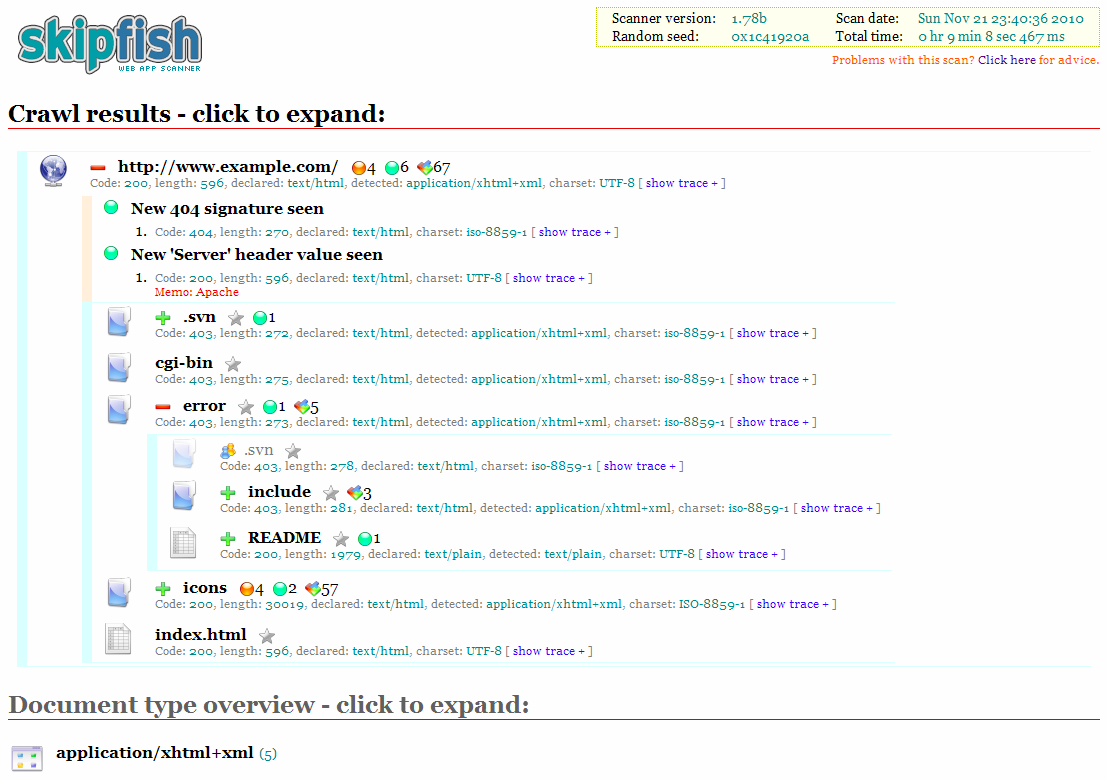 skipfish
WEB APP SCANNER
Scanner version: 1.78b Scan date: Sun Nov 21 23:40:36 2010
Random seed: 0x1c41920a Total time: 0 hr 9 min 8 sec 467 ms
Problems with this scan? Click here for advice.
Crawl results - click to expand:
http://www.example.com/ 4 6 67
Code: 200, length: 596, declared: text/html, detected: application/xhtml+xml, charset: UTF-8 [ show trace + ]
New 404 signature seen
1. Code: 404, length: 270, declared: text/html, charset: iso-8859-1 [ show trace + ]
New 'Server' header value seen
1. Code: 200, length: 596, declared: text/html, charset: UTF-8 [ show trace + ]
Memo: Apache
.svn 1
Code: 403, length: 272, declared: text/html, detected: application/xhtml+xml, charset: iso-8859-1 [ show trace + ]
cgi-bin
Code: 403, length: 275, declared: text/html, detected: application/xhtml+xml, charset: iso-8859-1 [ show trace + ]
error 1 5
Code: 403, length: 273, declared: text/html, detected: application/xhtml+xml, charset: iso-8859-1 [ show trace + ]
.svn
Code: 403, length: 278, declared: text/html, charset: iso-8859-1 [ show trace + ]
include 3
Code: 403, length: 281, declared: text/html, detected: application/xhtml+xml, charset: iso-8859-1 [ show trace + ]
README 1
Code: 200, length: 1979, declared: text/plain, detected: text/plain, charset: UTF-8 [ show trace + ]
icons 4 2 57
Code: 200, length: 30019, declared: text/html, detected: application/xhtml+xml, charset: ISO-8859-1 [ show trace + ]
index.html
Code: 200, length: 596, declared: text/html, charset: UTF-8 [ show trace + ]
Document type overview - click to expand:
application/xhtml+xml (5)